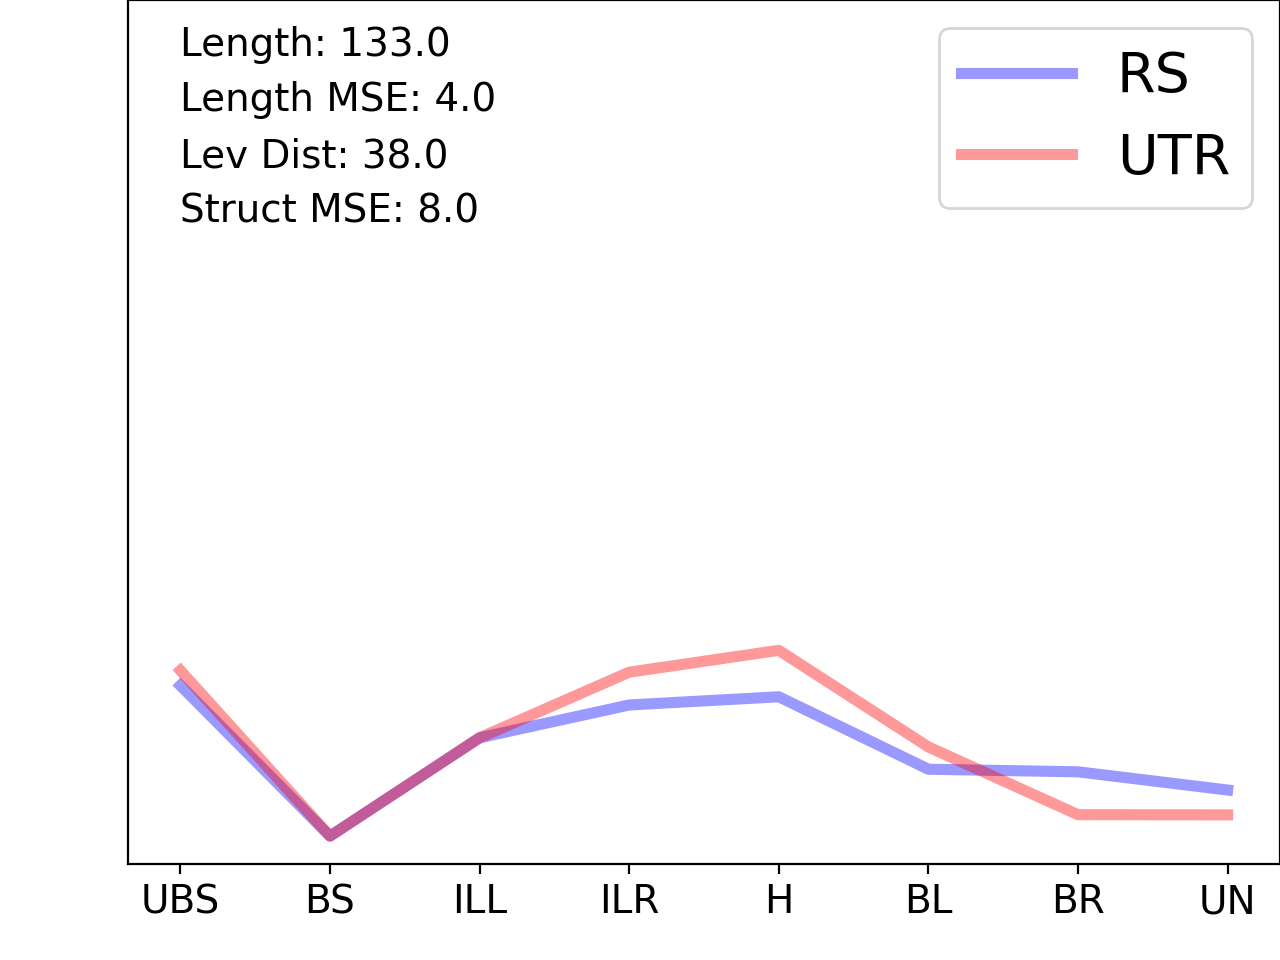 Length: 133.0
Length MSE: 4.0
Lev Dist: 38.0
Struct MSE: 8.0
RS
UTR
UBS BS ILL ILR H BL BR UN